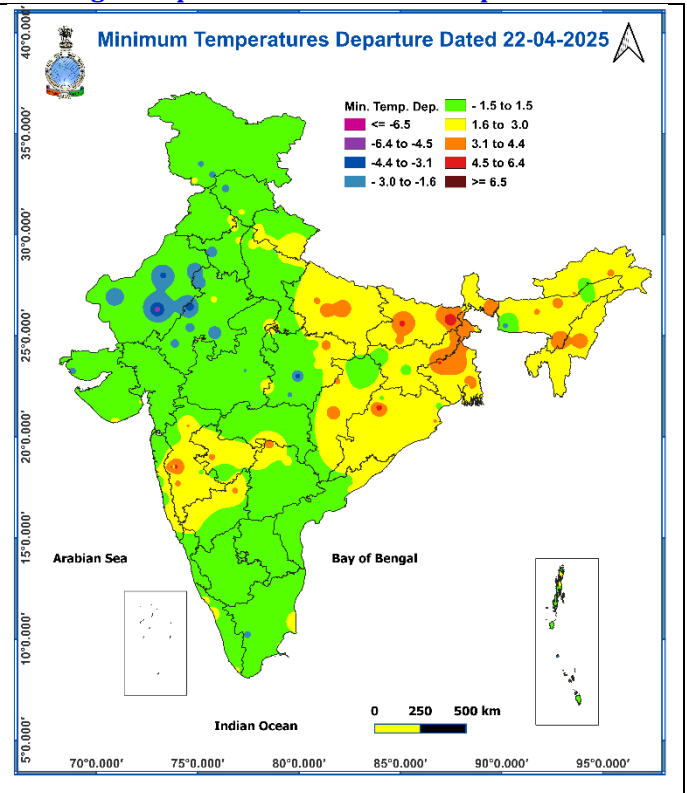 Minimum Temperatures Departure Dated 22-04-2025
Min. Temp. Dep.
<= -6.5
-6.4 to -4.5
-4.4 to -3.1
- 3.0 to -1.6
- 1.5 to 1.5
1.6 to 3.0
3.1 to 4.4
4.5 to 6.4
>= 6.5
40°0.000'
35°0.000'
30°0.000'
25°0.000'
20°0.000'
15°0.000'
10°0.000'
5°0.000'
Arabian Sea
Bay of Bengal
Indian Ocean
0 250 500 km
70°0.000' 75°0.000' 80°0.000' 85°0.000' 90°0.000' 95°0.000'